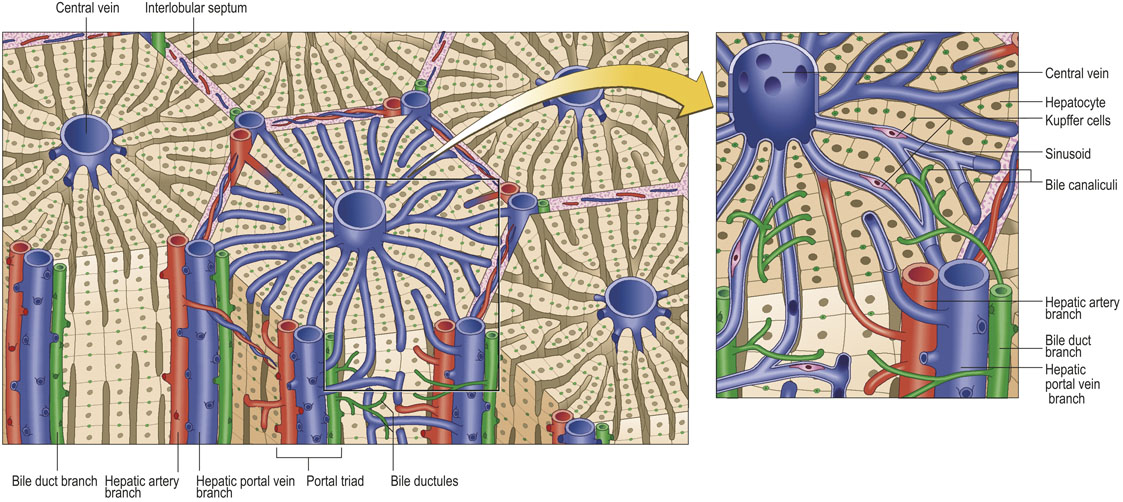 Central vein
Interlobular septum
Central vein
Hepatocyte
Kupffer cells
Sinusoid
Bile canaliculi
Hepatic artery
branch
Bile duct
branch
Hepatic
portal vein
branch
Bile duct branch
Hepatic artery
branch
Hepatic portal vein
branch
Portal triad
Bile ductules